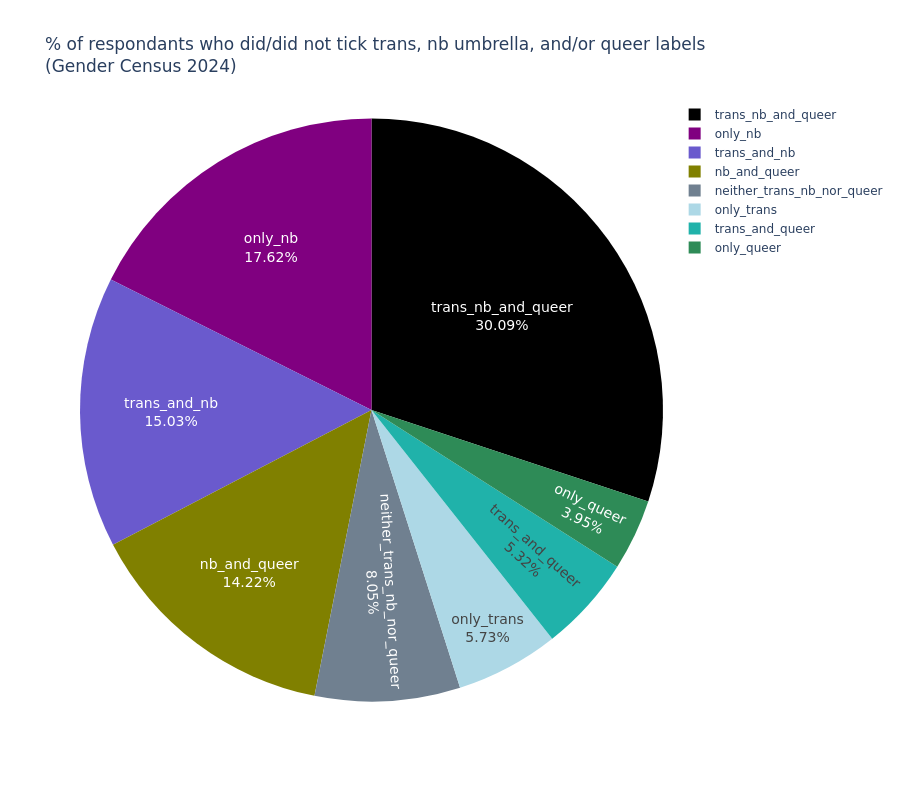 % of respondants who did/did not tick trans, nb umbrella, and/or queer labels
(Gender Census 2024)
trans_nb_and_queer
only_nb
trans_and_nb
nb_and_queer
neither_trans_nb_nor_queer
only_trans
trans_and_queer
only_queer
only_nb
17.62%
trans_nb_and_queer
30.09%
trans_and_nb
15.03%
nb_and_queer
14.22%
neither_trans_nb_nor_queer
8.05%
only_trans
5.73%
trans_and_queer
5.32%
only_queer
3.95%